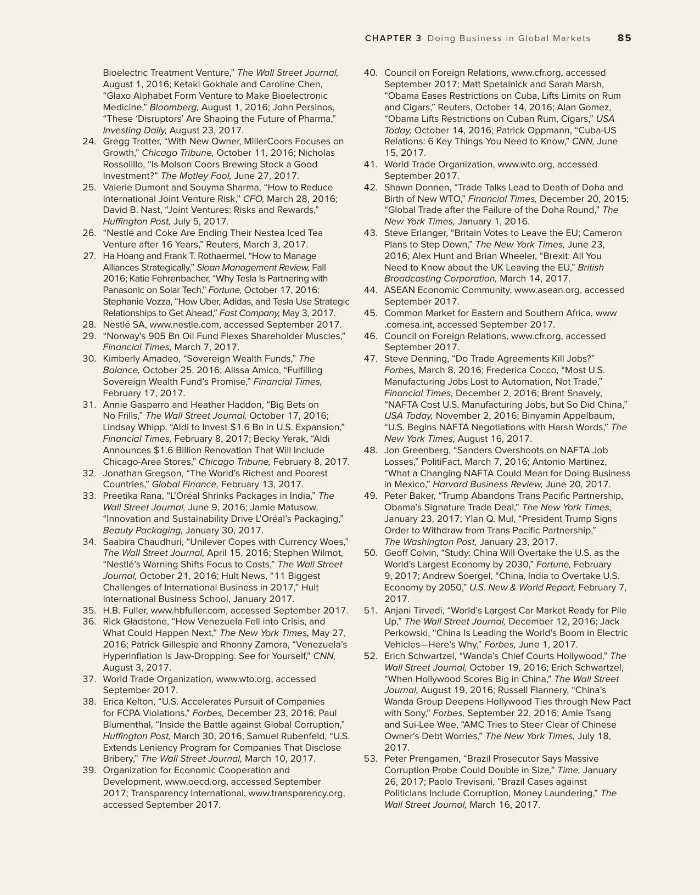 CHAPTER 3 Doing Business in Global Markets 85
Bioelectric Treatment Venture,” The Wall Street Journal,
August 1, 2016; Ketaki Gokhale and Caroline Chen,
“Glaxo Alphabet Form Venture to Make Bioelectronic
Medicine,” Bloomberg, August 1, 2016; John Persinos,
“These ‘Disruptors’ Are Shaping the Future of Pharma,”
Investing Daily, August 23, 2017.
24. Gregg Trotter, “With New Owner, MillerCoors Focuses on
Growth,” Chicago Tribune, October 11, 2016; Nicholas
Rossolillo, “Is Molson Coors Brewing Stock a Good
Investment?” The Motley Fool, June 27, 2017.
25. Valerie Dumont and Souyma Sharma, “How to Reduce
International Joint Venture Risk,” CFO, March 28, 2016;
David B. Nast, “Joint Ventures: Risks and Rewards,”
Huffington Post, July 5, 2017.
26. “Nestlé and Coke Are Ending Their Nestea Iced Tea
Venture after 16 Years,” Reuters, March 3, 2017.
27. Ha Hoang and Frank T. Rothaermel, “How to Manage
Alliances Strategically,” Sloan Management Review, Fall
2016; Katie Fehrenbacher, “Why Tesla Is Partnering with
Panasonic on Solar Tech,” Fortune, October 17, 2016;
Stephanie Vozza, “How Uber, Adidas, and Tesla Use Strategic
Relationships to Get Ahead,” Fast Company, May 3, 2017.
28. Nestlé SA, www.nestle.com, accessed September 2017.
29. “Norway’s 905 Bn Oil Fund Flexes Shareholder Muscles,”
Financial Times, March 7, 2017.
30. Kimberly Amadeo, “Sovereign Wealth Funds,” The
Balance, October 25, 2016; Alissa Amico, “Fulfilling
Sovereign Wealth Fund’s Promise,” Financial Times,
February 17, 2017.
31. Annie Gasparro and Heather Haddon, “Big Bets on
No Frills,” The Wall Street Journal, October 17, 2016;
Lindsay Whipp, “Aldi to Invest $1.6 Bn in U.S. Expansion,”
Financial Times, February 8, 2017; Becky Yerak, “Aldi
Announces $1.6 Billion Renovation That Will Include
Chicago-Area Stores,” Chicago Tribune, February 8, 2017.
32. Jonathan Gregson, “The World’s Richest and Poorest
Countries,” Global Finance, February 13, 2017.
33. Preetika Rana, “L’Oréal Shrinks Packages in India,” The
Wall Street Journal, June 9, 2016; Jamie Matusow,
“Innovation and Sustainability Drive L’Oréal’s Packaging,”
Beauty Packaging, January 30, 2017.
34. Saabira Chaudhuri, “Unilever Copes with Currency Woes,”
The Wall Street Journal, April 15, 2016; Stephen Wilmot,
“Nestlé’s Warning Shifts Focus to Costs,” The Wall Street
Journal, October 21, 2016; Hult News, “11 Biggest
Challenges of International Business in 2017,” Hult
International Business School, January 2017.
35. H.B. Fuller, www.hbfuller.com, accessed September 2017.
36. Rick Gladstone, “How Venezuela Fell into Crisis, and
What Could Happen Next,” The New York Times, May 27,
2016; Patrick Gillespie and Rhonny Zamora, “Venezuela’s
Hyperinflation Is Jaw-Dropping. See for Yourself,” CNN,
August 3, 2017.
37. World Trade Organization, www.wto.org, accessed
September 2017.
38. Erica Kelton, “U.S. Accelerates Pursuit of Companies
for FCPA Violations,” Forbes, December 23, 2016; Paul
Blumenthal, “Inside the Battle against Global Corruption,”
Huffington Post, March 30, 2016; Samuel Rubenfeld, “U.S.
Extends Leniency Program for Companies That Disclose
Bribery,” The Wall Street Journal, March 10, 2017.
39. Organization for Economic Cooperation and
Development, www.oecd.org, accessed September
2017; Transparency International, www.transparency.org,
accessed September 2017.
40. Council on Foreign Relations, www.cfr.org, accessed
September 2017; Matt Spetalnick and Sarah Marsh,
“Obama Eases Restrictions on Cuba, Lifts Limits on Rum
and Cigars,” Reuters, October 14, 2016; Alan Gomez,
“Obama Lifts Restrictions on Cuban Rum, Cigars,” USA
Today, October 14, 2016; Patrick Oppmann, “Cuba-US
Relations: 6 Key Things You Need to Know,” CNN, June
15, 2017.
41. World Trade Organization, www.wto.org, accessed
September 2017.
42. Shawn Donnen, “Trade Talks Lead to Death of Doha and
Birth of New WTO,” Financial Times, December 20, 2015;
“Global Trade after the Failure of the Doha Round,” The
New York Times, January 1, 2016.
43. Steve Erlanger, “Britain Votes to Leave the EU; Cameron
Plans to Step Down,” The New York Times, June 23,
2016; Alex Hunt and Brian Wheeler, “Brexit: All You
Need to Know about the UK Leaving the EU,” British
Broadcasting Corporation, March 14, 2017.
44. ASEAN Economic Community, www.asean.org, accessed
September 2017.
45. Common Market for Eastern and Southern Africa, www
.comesa.int, accessed September 2017.
46. Council on Foreign Relations, www.cfr.org, accessed
September 2017.
47. Steve Denning, “Do Trade Agreements Kill Jobs?”
Forbes, March 8, 2016; Frederica Cocco, “Most U.S.
Manufacturing Jobs Lost to Automation, Not Trade,”
Financial Times, December 2, 2016; Brent Snavely,
“NAFTA Cost U.S. Manufacturing Jobs, but So Did China,”
USA Today, November 2, 2016; Binyamin Appelbaum,
“U.S. Begins NAFTA Negotiations with Harsh Words,” The
New York Times, August 16, 2017.
48. Jon Greenberg, “Sanders Overshoots on NAFTA Job
Losses,” PolitiFact, March 7, 2016; Antonio Martinez,
“What a Changing NAFTA Could Mean for Doing Business
in Mexico,” Harvard Business Review, June 20, 2017.
49. Peter Baker, “Trump Abandons Trans Pacific Partnership,
Obama’s Signature Trade Deal,” The New York Times,
January 23, 2017; Ylan Q. Mul, “President Trump Signs
Order to Withdraw from Trans Pacific Partnership,”
The Washington Post, January 23, 2017.
50. Geoff Colvin, “Study: China Will Overtake the U.S. as the
World’s Largest Economy by 2030,” Fortune, February
9, 2017; Andrew Spergel, “China, India to Overtake U.S.
Economy by 2050,” U.S. New & World Report, February 7,
2017.
51. Anjani Tirvedi, “World’s Largest Car Market Ready for Pile
Up,” The Wall Street Journal, December 12, 2016; Jack
Perkowski, “China Is Leading the World’s Boom in Electric
Vehicles—Here’s Why,” Forbes, June 1, 2017.
52. Erich Schwartzel, “Wanda’s Chief Courts Hollywood,” The
Wall Street Journal, October 19, 2016; Erich Schwartzel,
“When Hollywood Scores Big in China,” The Wall Street
Journal, August 19, 2016; Russell Flannery, “China’s
Wanda Group Deepens Hollywood Ties through New Pact
with Sony,” Forbes, September 22, 2016; Amie Tsang
and Sui-Lee Wee, “AMC Tries to Steer Clear of Chinese
Owner’s Debt Worries,” The New York Times, July 18,
2017.
53. Peter Prengamen, “Brazil Prosecutor Says Massive
Corruption Probe Could Double in Size,” Time, January
26, 2017; Paolo Trevisani, “Brazil Cases against
Politicians Include Corruption, Money Laundering,” The
Wall Street Journal, March 16, 2017.